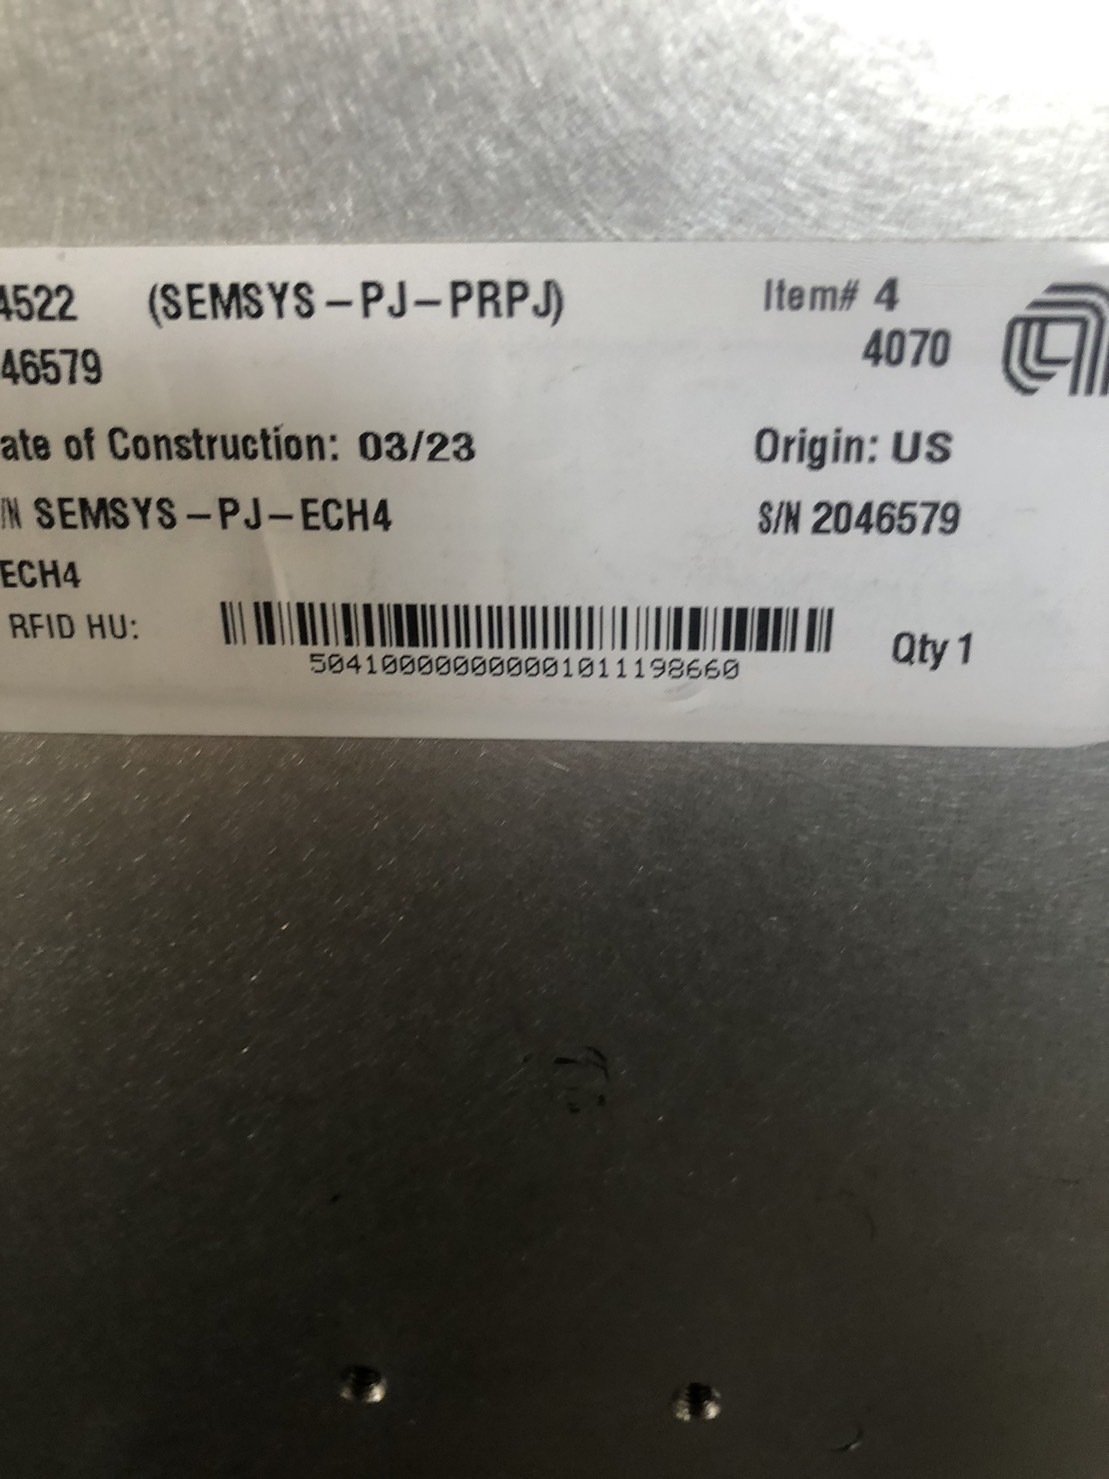 4522 (SEMSYS-PJ-PRPJ) Item# 4
46579 4070
ate of Construction: 03/23 Origin: US
/N SEMSYS-PJ-ECH4 S/N 2046579
ECH4
RFID HU:
50410000000001011198660 Qty 1